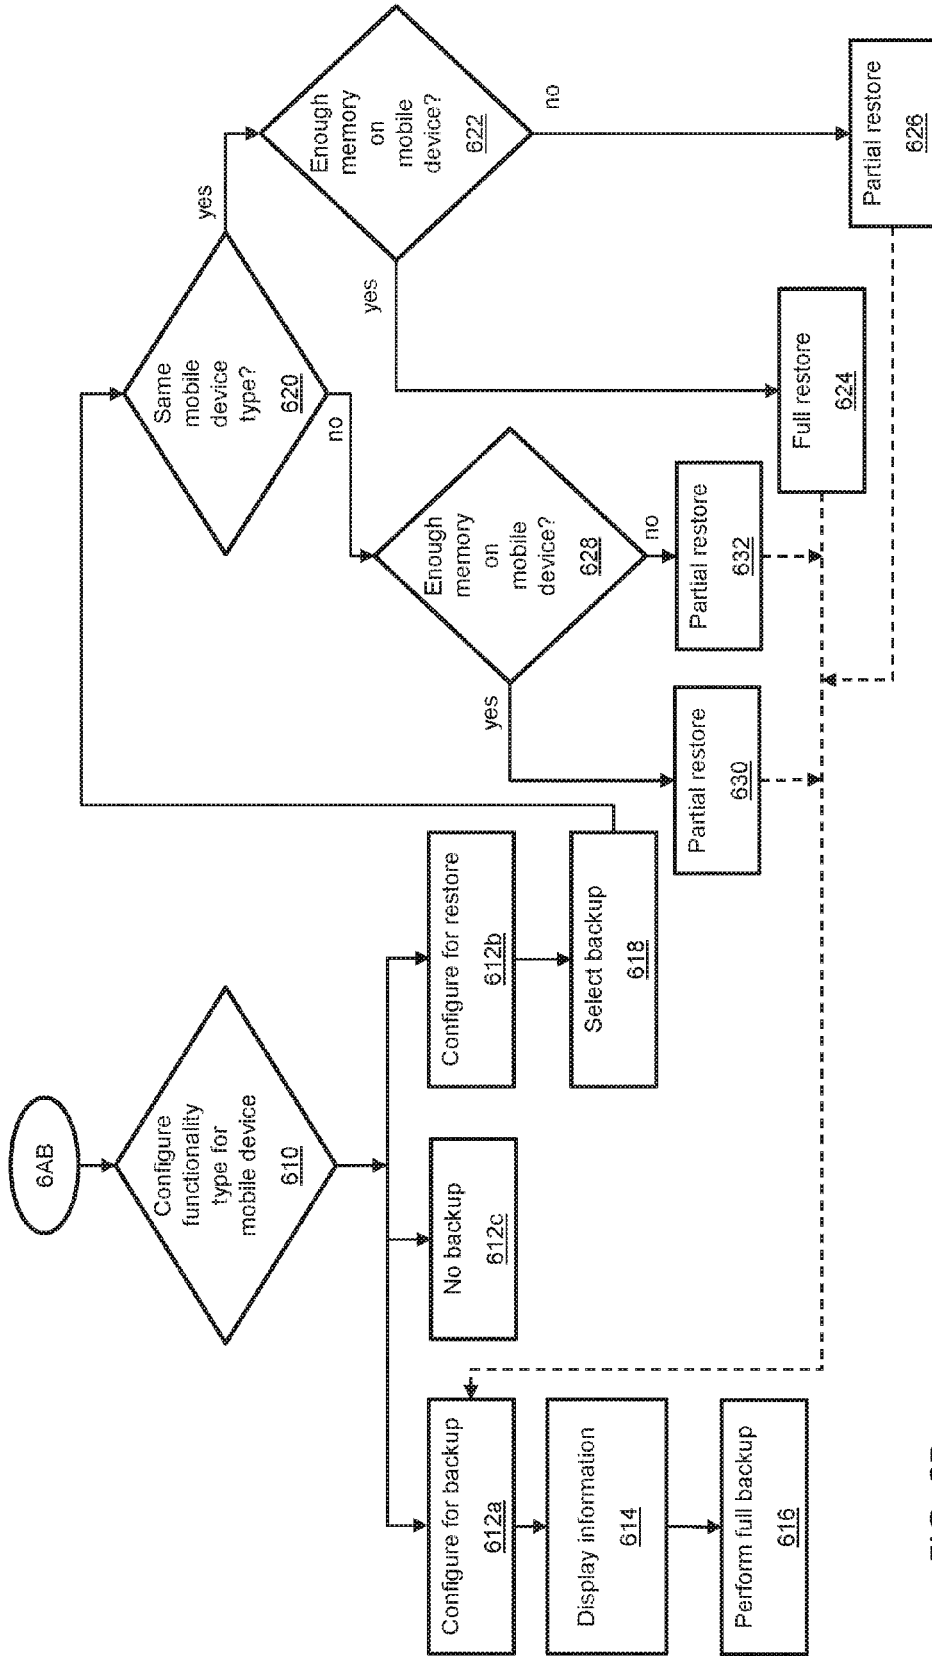 6AB
Configure
functionality
type for
mobile device
610
Configure for backup
612a
No backup
612c
Configure for restore
612b
Display information
614
Perform full backup
616
Select backup
618
Same
mobile
device
type?
620
yes
no
Enough
memory
on
mobile
device?
622
yes
no
Enough
memory
on
mobile
device?
628
yes
no
Partial restore
630
Partial restore
632
Full restore
624
Partial restore
626